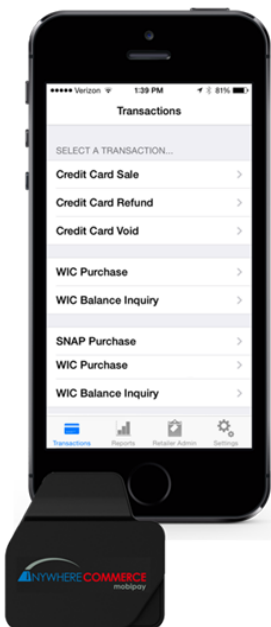 ●●●●● Verizon 1:39 PM 81%
Transactions
SELECT A TRANSACTION...
Credit Card Sale >
Credit Card Refund >
Credit Card Void >
WIC Purchase >
WIC Balance Inquiry >
SNAP Purchase >
WIC Purchase >
WIC Balance Inquiry >
Transactions Reports Retailer Admin Settings
ANYWHERECOMMERCE
mobipay